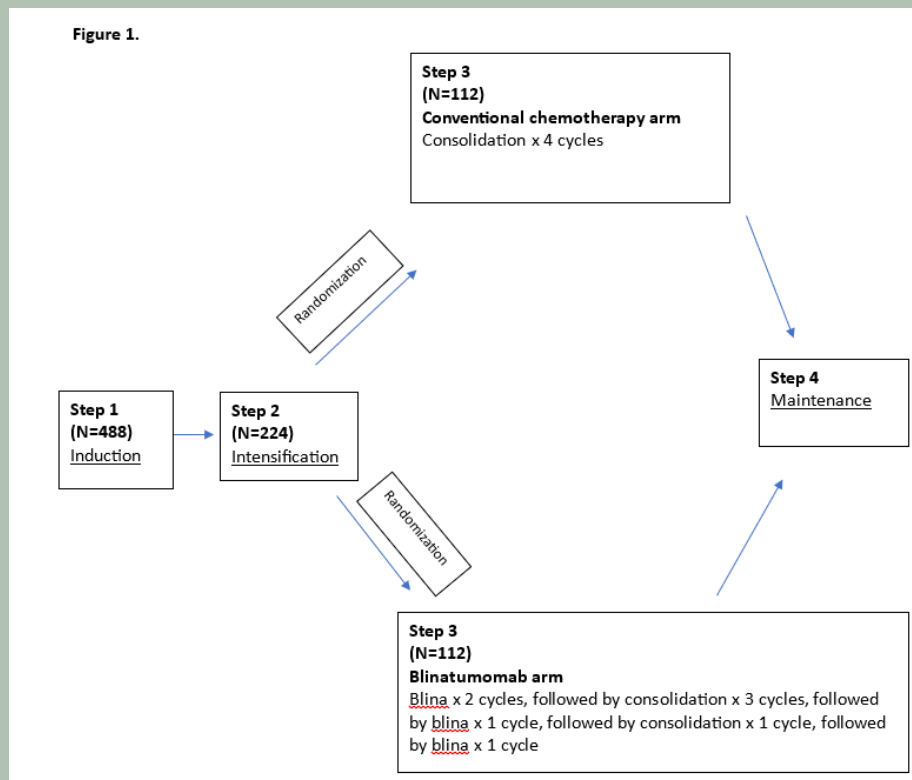 Figure 1.
Step 3
(N=112)
Conventional chemotherapy arm
Consolidation x 4 cycles
Randomization
Step 1
(N=488)
Induction
Step 2
(N=224)
Intensification
Step 4
Maintenance
Randomization
Step 3
(N=112)
Blinatumomab arm
Blina x 2 cycles, followed by consolidation x 3 cycles, followed
by blina x 1 cycle, followed by consolidation x 1 cycle, followed
by blina x 1 cycle